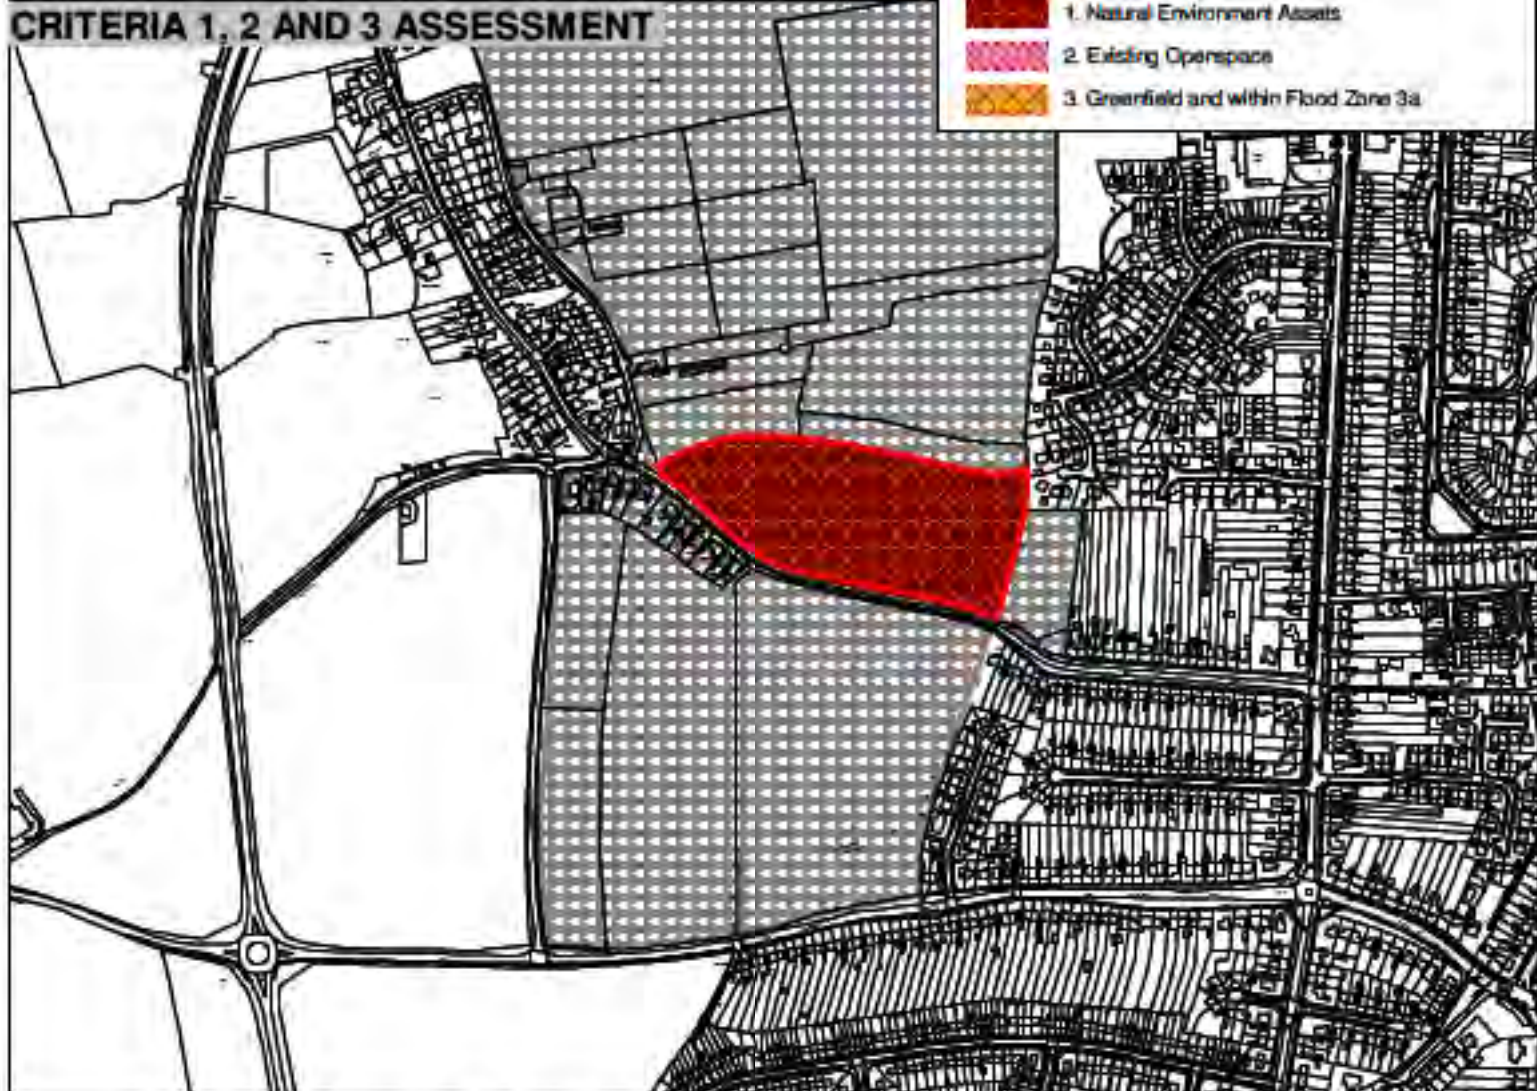 CRITERIA 1, 2 AND 3 ASSESSMENT
1. Natural Environment Assets
2. Existing Openspace
3. Greenfield and within Flood Zone 3a